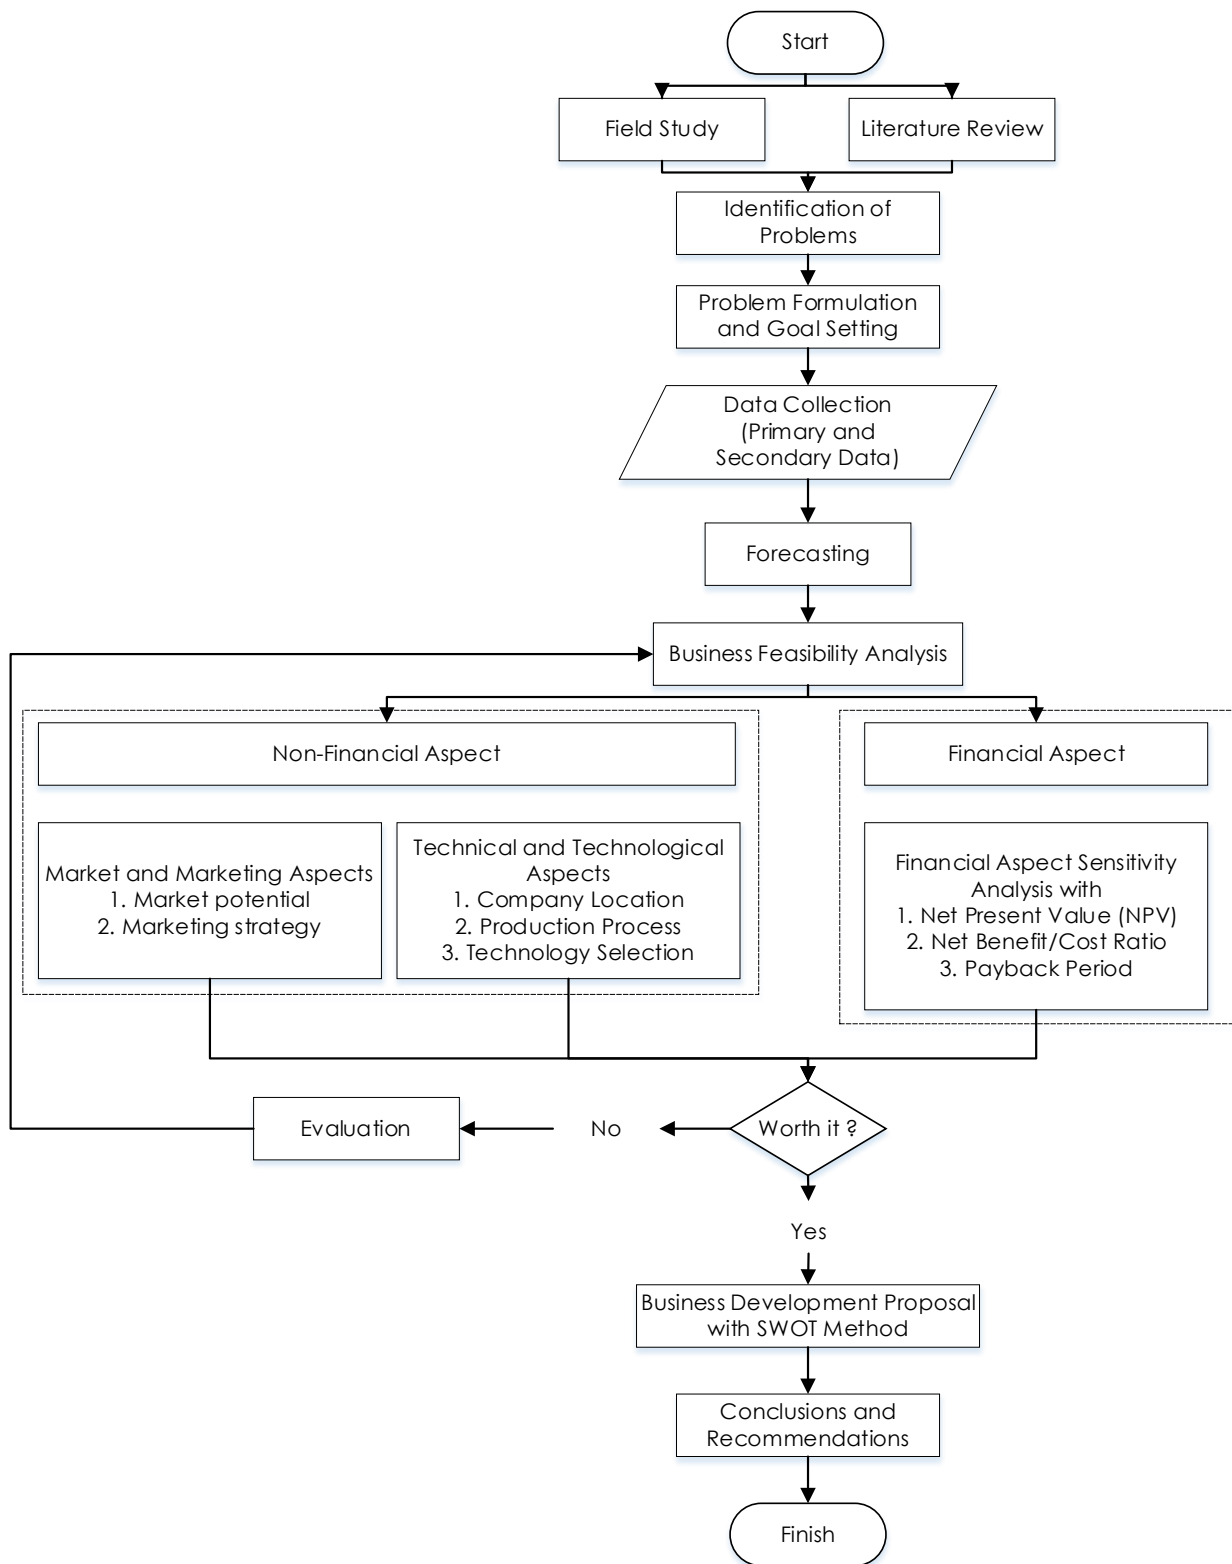 Start
Field Study
Literature Review
Identification of
Problems
Problem Formulation
and Goal Setting
Data Collection
(Primary and
Secondary Data)
Forecasting
Business Feasibility Analysis
Non-Financial Aspect
Financial Aspect
Market and Marketing Aspects
1. Market potential
2. Marketing strategy
Technical and Technological
Aspects
1. Company Location
2. Production Process
3. Technology Selection
Financial Aspect Sensitivity
Analysis with
1. Net Present Value (NPV)
2. Net Benefit/Cost Ratio
3. Payback Period
Evaluation
No
Worth it ?
Yes
Business Development Proposal
with SWOT Method
Conclusions and
Recommendations
Finish